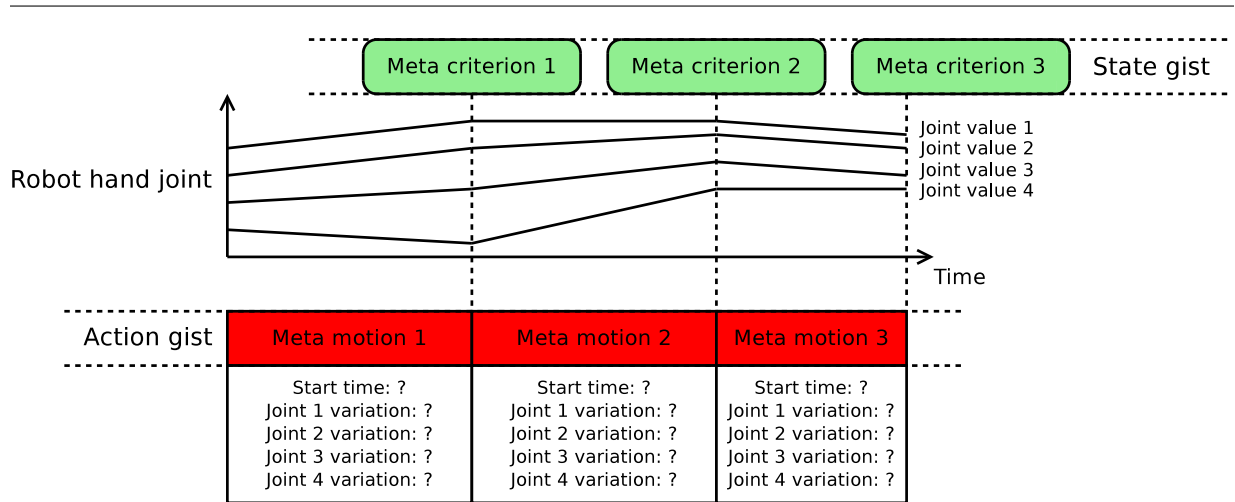 Meta criterion 1
Meta criterion 2
Meta criterion 3
State gist
Joint value 1
Joint value 2
Joint value 3
Joint value 4
Robot hand joint
Time
Action gist
Meta motion 1
Meta motion 2
Meta motion 3
Start time: ?
Joint 1 variation: ?
Joint 2 variation: ?
Joint 3 variation: ?
Joint 4 variation: ?
Start time: ?
Joint 1 variation: ?
Joint 2 variation: ?
Joint 3 variation: ?
Joint 4 variation: ?
Start time: ?
Joint 1 variation: ?
Joint 2 variation: ?
Joint 3 variation: ?
Joint 4 variation: ?